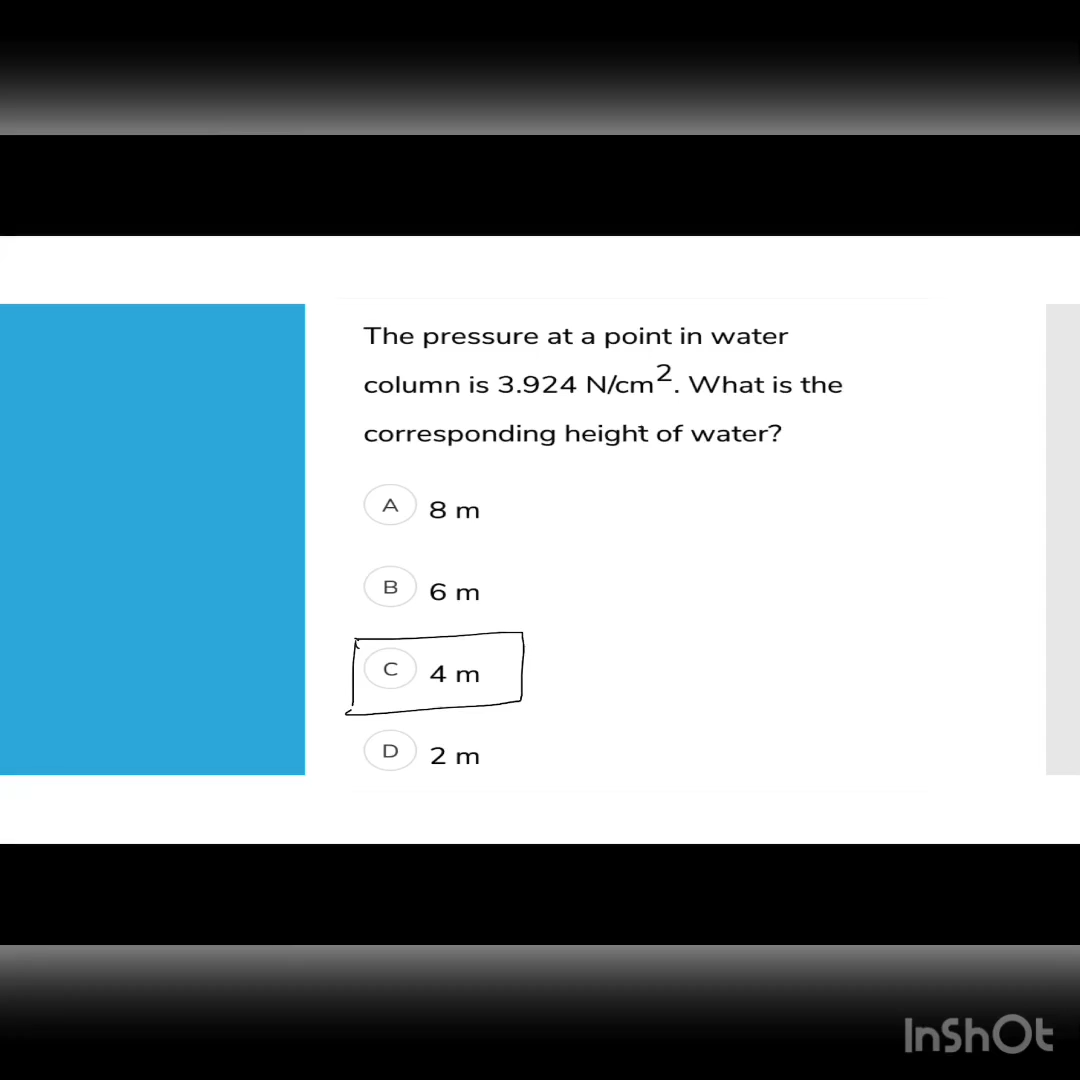 The pressure at a point in water
column is 3.924 N/cm². What is the
corresponding height of water?
A 8 m
B 6 m
C 4 m
D 2 m
InShOt